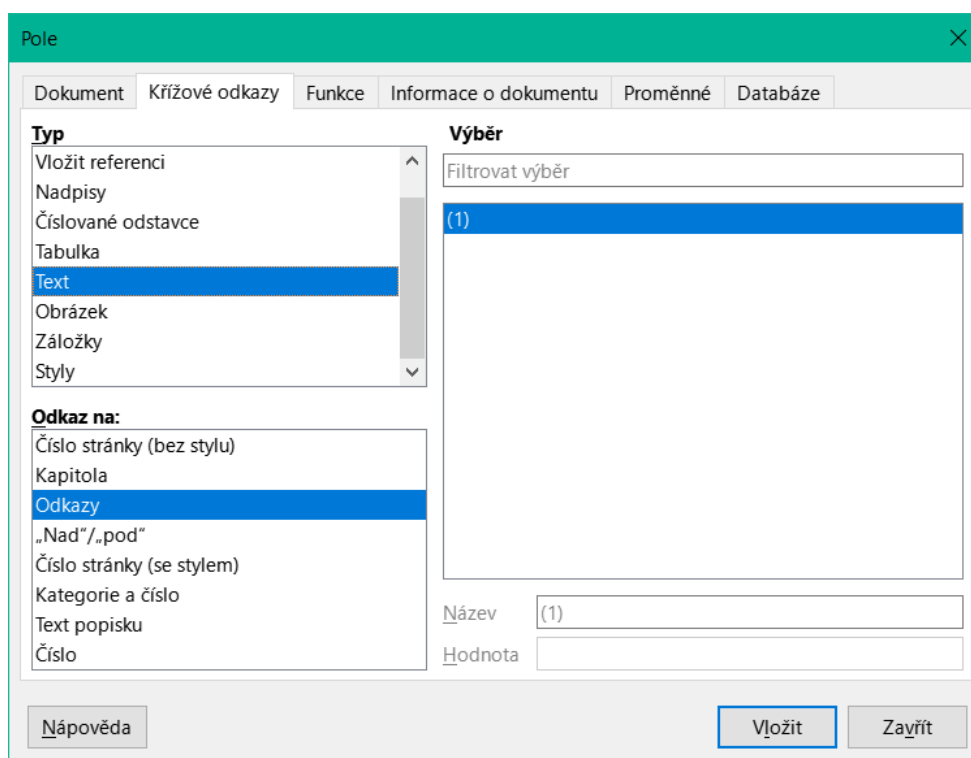 Pole
Dokument Křížové odkazy Funkce Informace o dokumentu Proměnné Databáze
Typ
Vložit referenci
Nadpisy
Číslované odstavce
Tabulka
Text
Obrázek
Záložky
Styly
Odkaz na:
Číslo stránky (bez stylu)
Kapitola
Odkazy
„Nad“/„pod“
Číslo stránky (se stylem)
Kategorie a číslo
Text popisku
Číslo
Výběr
Filtrovat výběr
(1)
Název (1)
Hodnota
Nápověda Vložit Zavřít